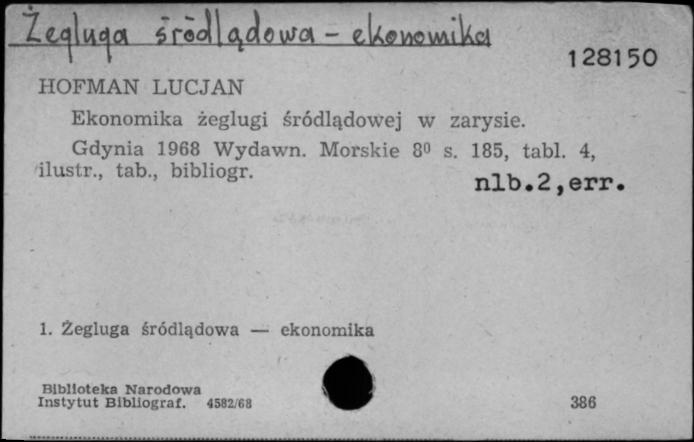 Żegluga śródlądowa - ekonomika
128150
HOFMAN LUCJAN
Ekonomika żeglugi śródlądowej w zarysie.
Gdynia 1968 Wydawn. Morskie 8⁰ s. 185, tabl. 4,
ilustr., tab., bibliogr.
nlb.2,err.
1. Żegluga śródlądowa — ekonomika
Biblioteka Narodowa
Instytut Bibliograf. 4582/68
386